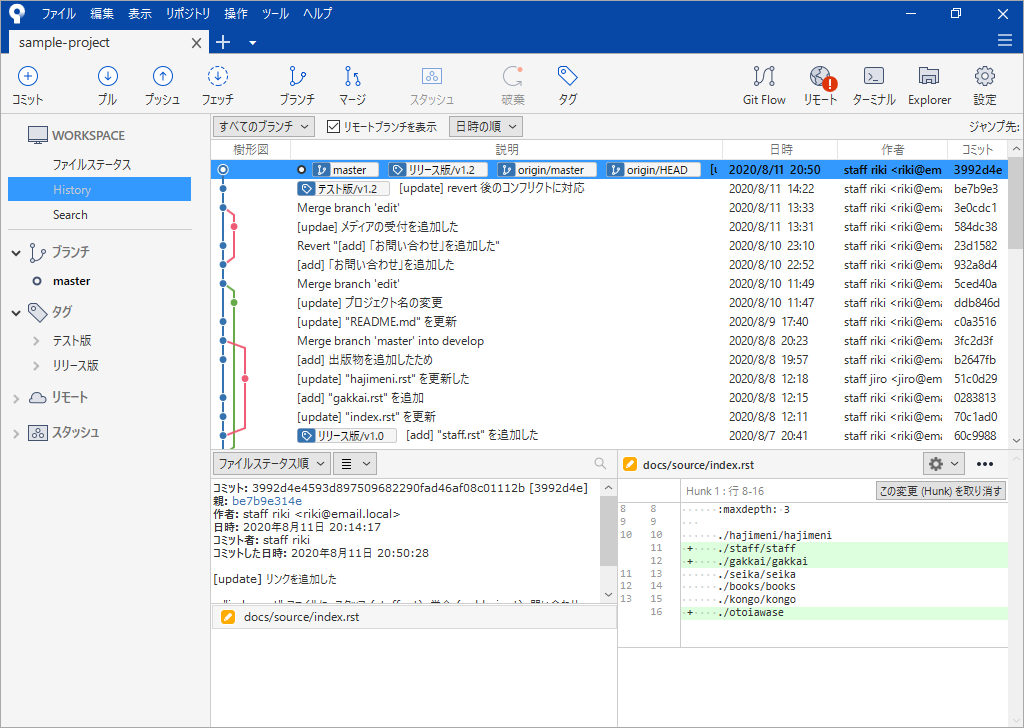 ファイル 編集 表示 リポジトリ 操作 ツール ヘルプ
sample-project
コミット プル プッシュ フェッチ ブランチ マージ スタッシュ 破棄 タグ Git Flow リモート ターミナル Explorer 設定
WORKSPACE
ファイルステータス
History
Search
ブランチ
master
タグ
テスト版
リリース版
リモート
スタッシュ
すべてのブランチ リモートブランチを表示 日時の順 ジャンプ先:
樹形図 説明 日時 作者 コミット
master リリース版/v1.2 origin/master origin/HEAD 2020/8/11 20:50 staff riki <riki@em 3992d4e
テスト版/v1.2 [update] revert 後のコンフリクトに対応 2020/8/11 14:22 staff riki <riki@ema be7b9e3
Merge branch 'edit' 2020/8/11 13:33 staff riki <riki@ema 3e0cdc1
[updae] メディアの受付を追加した 2020/8/11 13:31 staff riki <riki@ema 584dc38
Revert "[add] 「お問い合わせ」を追加した" 2020/8/10 23:10 staff riki <riki@ema 23d1582
[add] 「お問い合わせ」を追加した 2020/8/10 22:52 staff riki <riki@ema 932a8d4
Merge branch 'edit' 2020/8/10 11:49 staff riki <riki@ema 5ced40a
[update] プロジェクト名の変更 2020/8/10 11:47 staff riki <riki@ema ddb846d
[update] "README.md" を更新 2020/8/9 17:40 staff riki <riki@ema c0a3516
Merge branch 'master' into develop 2020/8/8 20:23 staff riki <riki@ema 3fc2d3f
[add] 出版物を追加したため 2020/8/8 19:57 staff riki <riki@ema b2647fb
[update] "hajimeni.rst" を更新した 2020/8/8 12:18 staff jiro <jiro@em 51c0d29
[add] "gakkai.rst" を追加 2020/8/8 12:15 staff riki <riki@ema 0283813
[update] "index.rst" を更新 2020/8/8 12:11 staff riki <riki@ema 70c1ad0
リリース版/v1.0 [add] "staff.rst" を追加した 2020/8/7 20:41 staff riki <riki@ema 60c9988
ファイルステータス順
コミット: 3992d4e4593d897509682290fad46af08c01112b [3992d4e]
親: be7b9e314e
作者: staff riki <riki@email.local>
日時: 2020年8月11日 20:14:17
コミット者: staff riki
コミットした日時: 2020年8月11日 20:50:28
[update] リンクを追加した
docs/source/index.rst
docs/source/index.rst
Hunk 1 : 行 8-16 この変更 (Hunk) を取り消す
8 8 :maxdepth: 3
9 9
10 10 ./hajimeni/hajimeni
11 + ./staff/staff
12 + ./gakkai/gakkai
11 13 ./seika/seika
12 14 ./books/books
13 15 ./kongo/kongo
16 + ./otoiawase